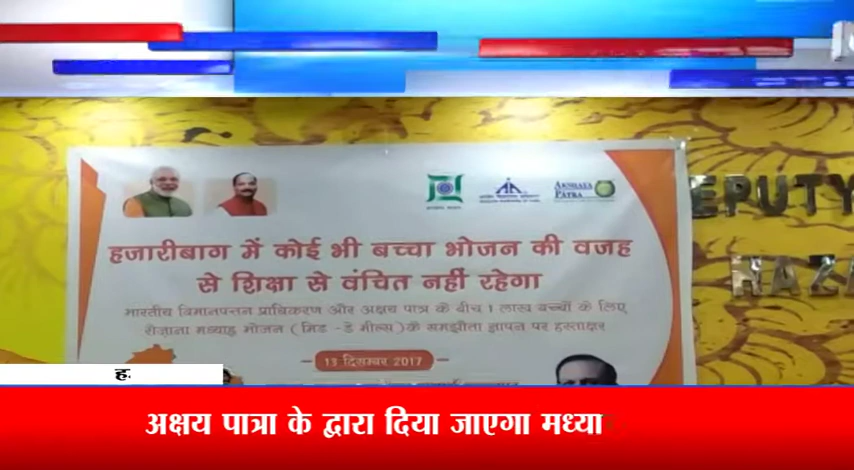 AKSHAYA
PATRA
EPUTY
हजारीबाग में कोई भी बच्चा भोजन की वजह
से शिक्षा से वंचित नहीं रहेगा
HAZA
भारतीय विमानपत्तन प्राधिकरण और अक्षय पात्र के बीच 1 लाख बच्चों के लिए
रोज़ाना मध्याह्न भोजन (मिड -डे मील्स) के समझौता ज्ञापन पर हस्ताक्षर
13 दिसम्बर 2017
ह
अक्षय पात्रा के द्वारा दिया जाएगा मध्या